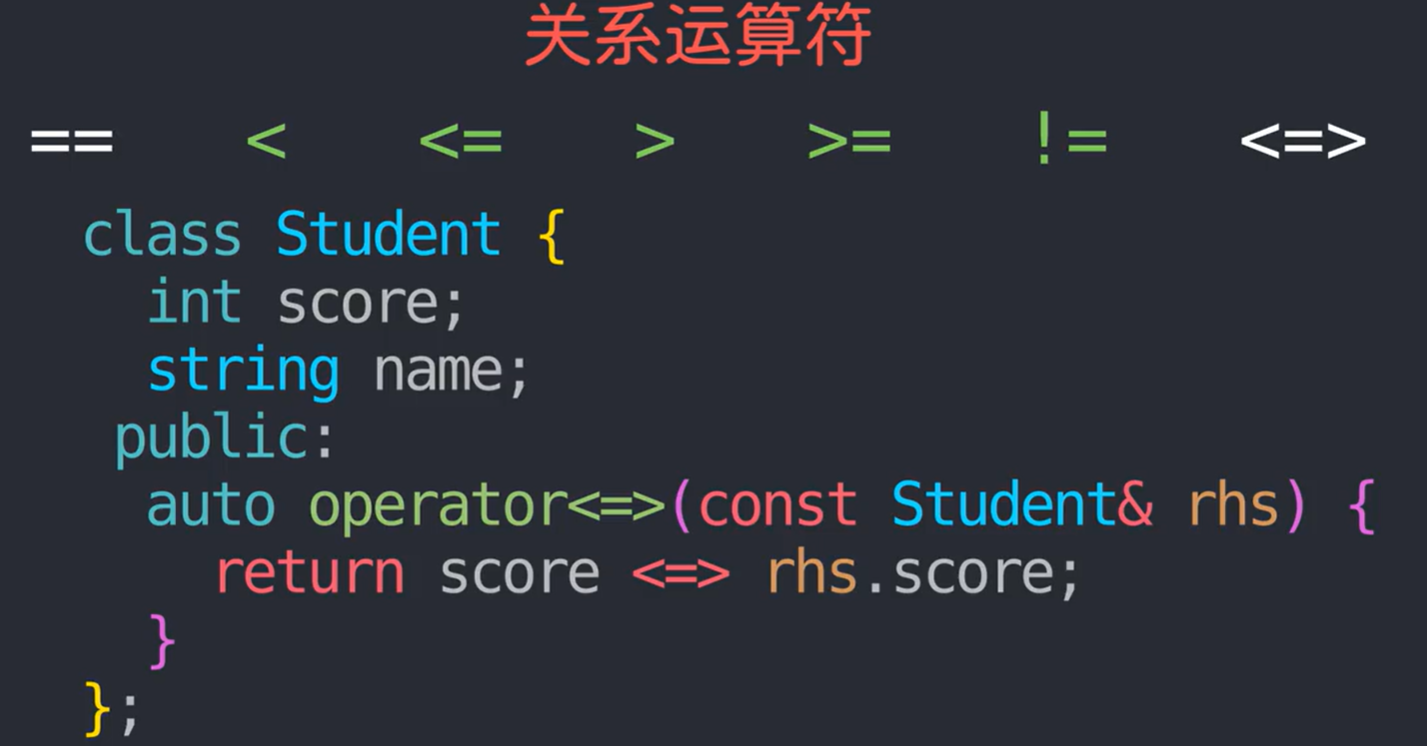 关系运算符
== < <= > >= != <=>
class Student {
int score;
string name;
public:
auto operator<=>(const Student& rhs) {
return score <=> rhs.score;
}
};